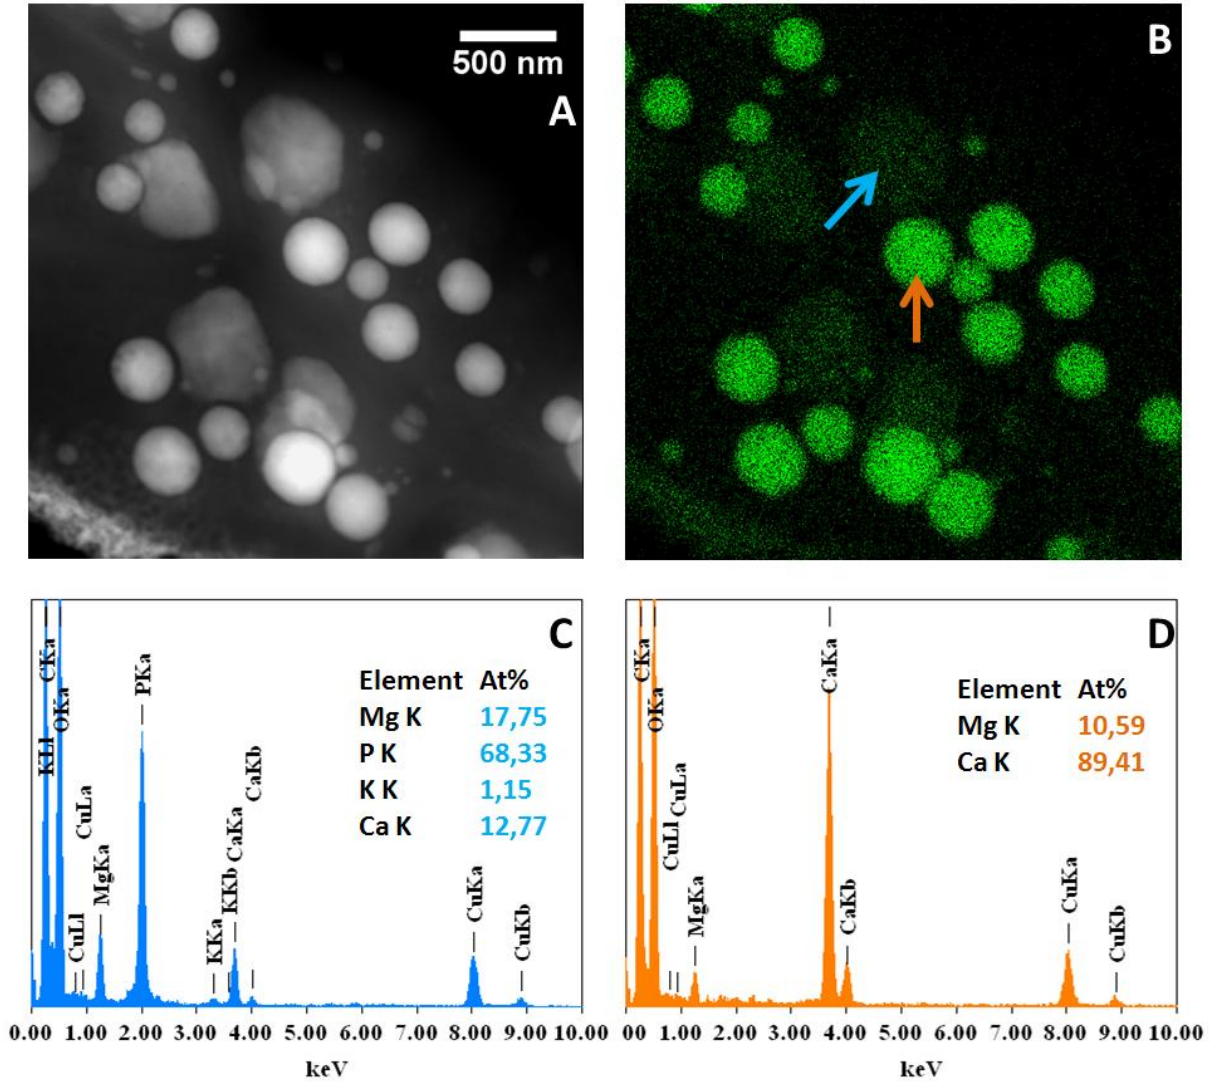 500 nm
A
B
C
Element At%
Mg K 17,75
P K 68,33
K K 1,15
Ca K 12,77
KLl
CKa
OKa
CuLl
CuLa
MgKa
PKa
KKa
KKb
CaKa
CaKb
CuKa
CuKb
0.00 1.00 2.00 3.00 4.00 5.00 6.00 7.00 8.00 9.00 10.00
keV
D
Element At%
Mg K 10,59
Ca K 89,41
CKa
OKa
CuLl
CuLa
MgKa
CaKa
CaKb
CuKa
CuKb
00 1.00 2.00 3.00 4.00 5.00 6.00 7.00 8.00 9.00 10.00
keV